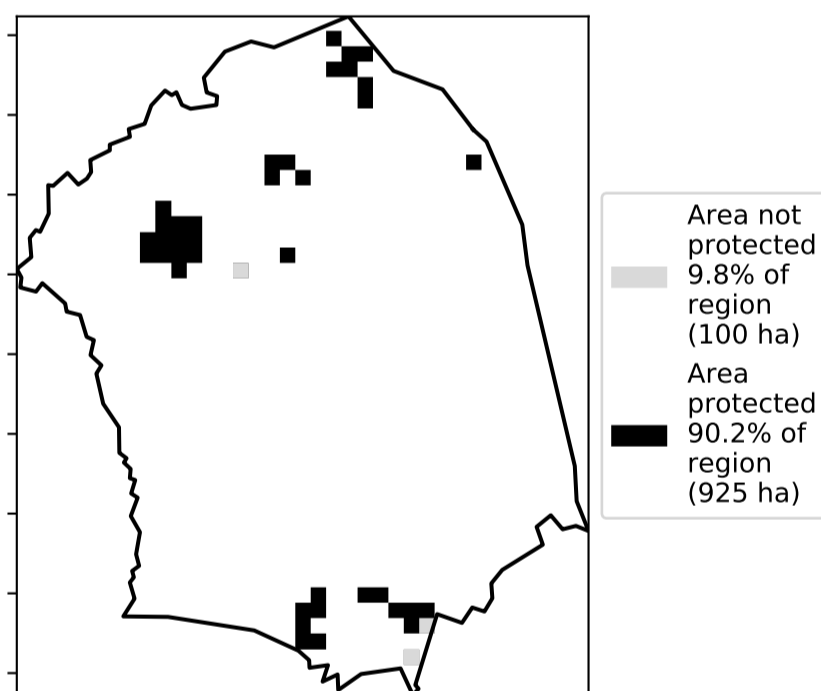 Area not
protected
9.8% of
region
(100 ha)
Area
protected
90.2% of
region
(925 ha)